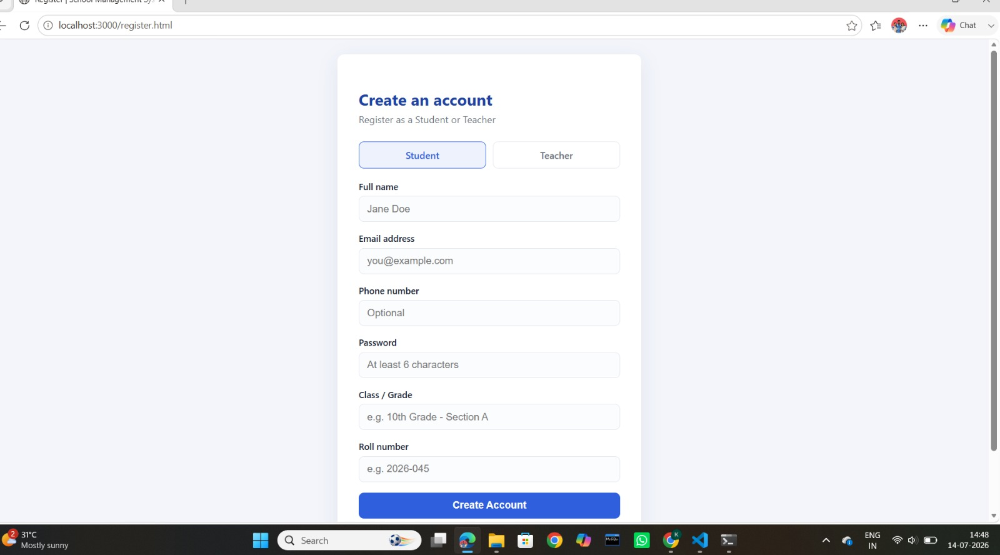 Register | School Management Sys
localhost:3000/register.html
Chat
Create an account
Register as a Student or Teacher
Student
Teacher
Full name
Jane Doe
Email address
you@example.com
Phone number
Optional
Password
At least 6 characters
Class / Grade
e.g. 10th Grade - Section A
Roll number
e.g. 2026-045
Create Account
2
31°C
Mostly sunny
Search
MySQL
K
ENG
IN
14:48
14-07-2026